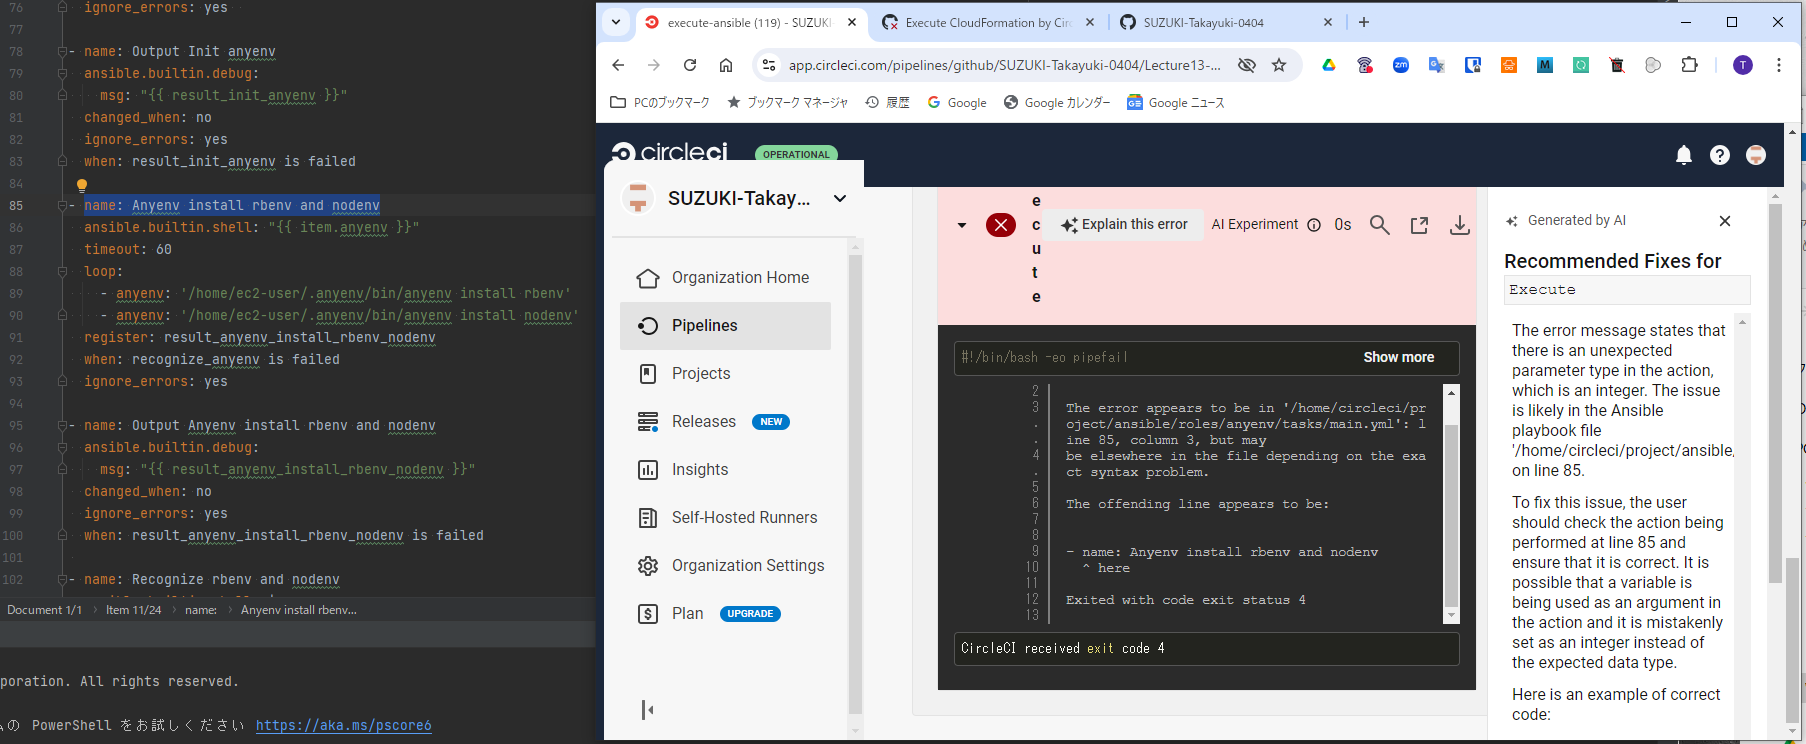 76 ignore_errors: yes
77
78 - name: Output Init anyenv
79 ansible.builtin.debug:
80 msg: "{{ result_init_anyenv }}"
81 changed_when: no
82 ignore_errors: yes
83 when: result_init_anyenv is failed
84
85 - name: Anyenv install rbenv and nodenv
86 ansible.builtin.shell: "{{ item.anyenv }}"
87 timeout: 60
88 loop:
89 - anyenv: '/home/ec2-user/.anyenv/bin/anyenv install rbenv'
90 - anyenv: '/home/ec2-user/.anyenv/bin/anyenv install nodenv'
91 register: result_anyenv_install_rbenv_nodenv
92 when: recognize_anyenv is failed
93 ignore_errors: yes
94
95 - name: Output Anyenv install rbenv and nodenv
96 ansible.builtin.debug:
97 msg: "{{ result_anyenv_install_rbenv_nodenv }}"
98 changed_when: no
99 ignore_errors: yes
100 when: result_anyenv_install_rbenv_nodenv is failed
101
102 - name: Recognize rbenv and nodenv
Document 1/1 Item 11/24 name: Anyenv install rbenv...
poration. All rights reserved.
の PowerShell をお試しください https://aka.ms/pscore6
execute-ansible (119) - SUZUKI
Execute CloudFormation by Cir
SUZUKI-Takayuki-0404
app.circleci.com/pipelines/github/SUZUKI-Takayuki-0404/Lecture13-...
T
PCのブックマーク
ブックマーク マネージャ
履歴
Google
Google カレンダー
Google ニュース
circleci
OPERATIONAL
SUZUKI-Takay...
Organization Home
Pipelines
Projects
Releases NEW
Insights
Self-Hosted Runners
Organization Settings
Plan UPGRADE
e
c
u
t
e
Explain this error
AI Experiment
0s
#!/bin/bash -eo pipefail
Show more
2
3 The error appears to be in '/home/circleci/pr
. oject/ansible/roles/anyenv/tasks/main.yml': l
. ine 85, column 3, but may
4 be elsewhere in the file depending on the exa
. ct syntax problem.
5
6 The offending line appears to be:
7
8
9 - name: Anyenv install rbenv and nodenv
10 ^ here
11
12 Exited with code exit status 4
13
CircleCI received exit code 4
Generated by AI
Recommended Fixes for
Execute
The error message states that
there is an unexpected
parameter type in the action,
which is an integer. The issue
is likely in the Ansible
playbook file
'/home/circleci/project/ansible,
on line 85.
To fix this issue, the user
should check the action being
performed at line 85 and
ensure that it is correct. It is
possible that a variable is
being used as an argument in
the action and it is mistakenly
set as an integer instead of
the expected data type.
Here is an example of correct
code: